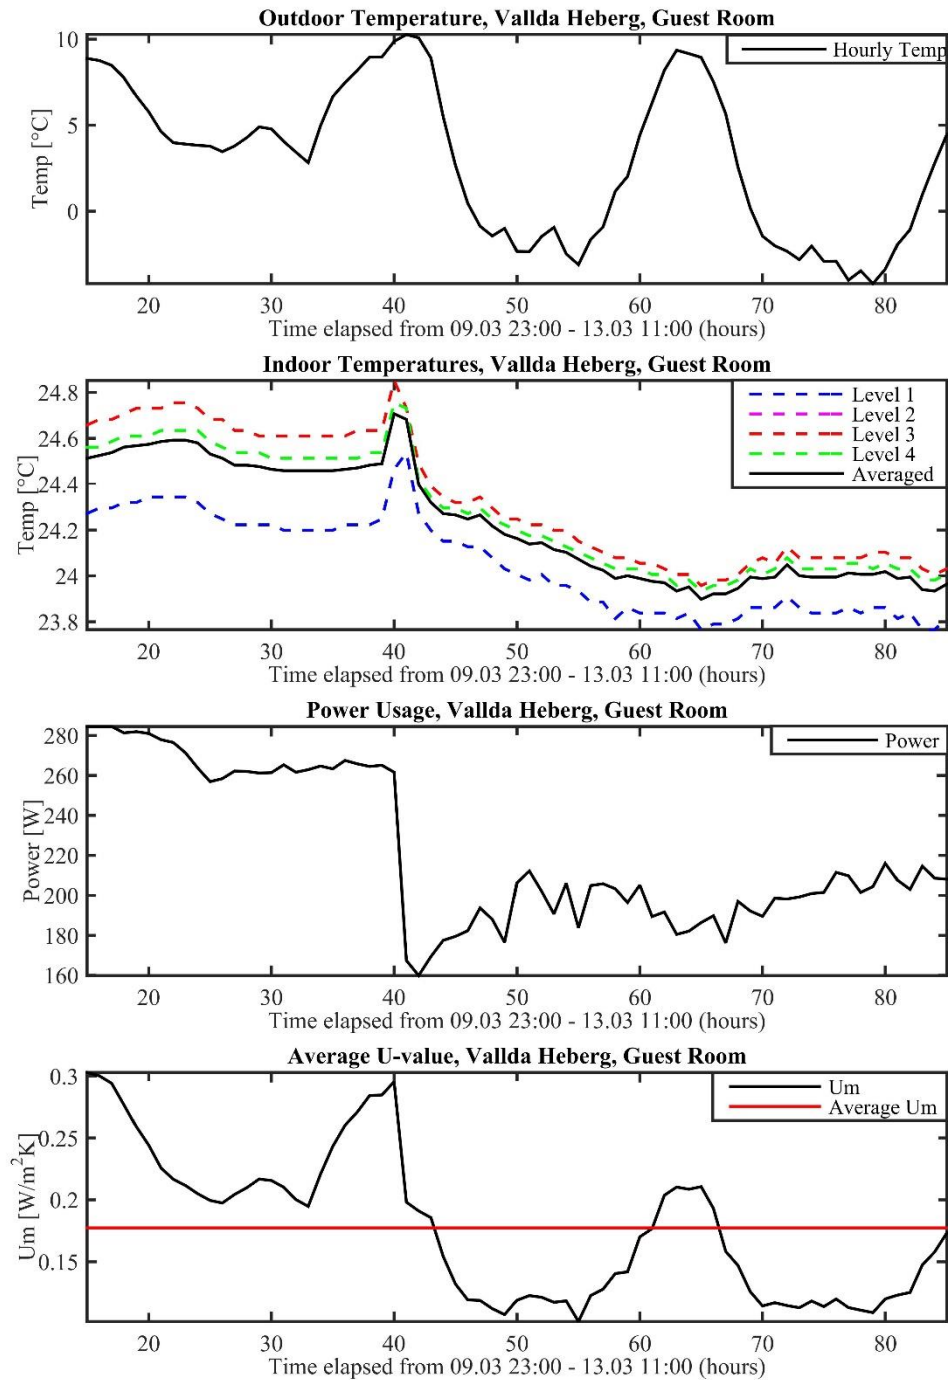 Outdoor Temperature, Vallda Heberg, Guest Room
Temp [°C]
10
5
0
Hourly Temp
20 30 40 50 60 70 80
Time elapsed from 09.03 23:00 - 13.03 11:00 (hours)
Indoor Temperatures, Vallda Heberg, Guest Room
Temp [°C]
24.8
24.6
24.4
24.2
24
23.8
Level 1
Level 2
Level 3
Level 4
Averaged
20 30 40 50 60 70 80
Time elapsed from 09.03 23:00 - 13.03 11:00 (hours)
Power Usage, Vallda Heberg, Guest Room
Power [W]
280
260
240
220
200
180
160
Power
20 30 40 50 60 70 80
Time elapsed from 09.03 23:00 - 13.03 11:00 (hours)
Average U-value, Vallda Heberg, Guest Room
Um [W/m²K]
0.3
0.25
0.2
0.15
Um
Average Um
20 30 40 50 60 70 80
Time elapsed from 09.03 23:00 - 13.03 11:00 (hours)